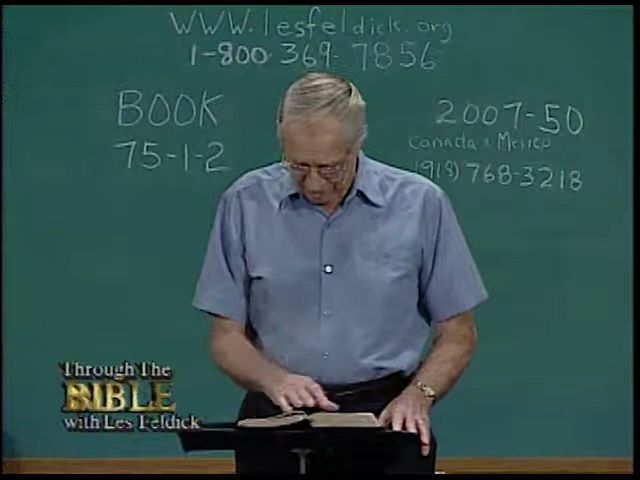 WWW.lesfeldick.org
1-800-369-7856
BOOK
75-1-2
2007-50
Canada & Mexico
(918) 768-3218
Through The
BIBLE
with Les Feldick